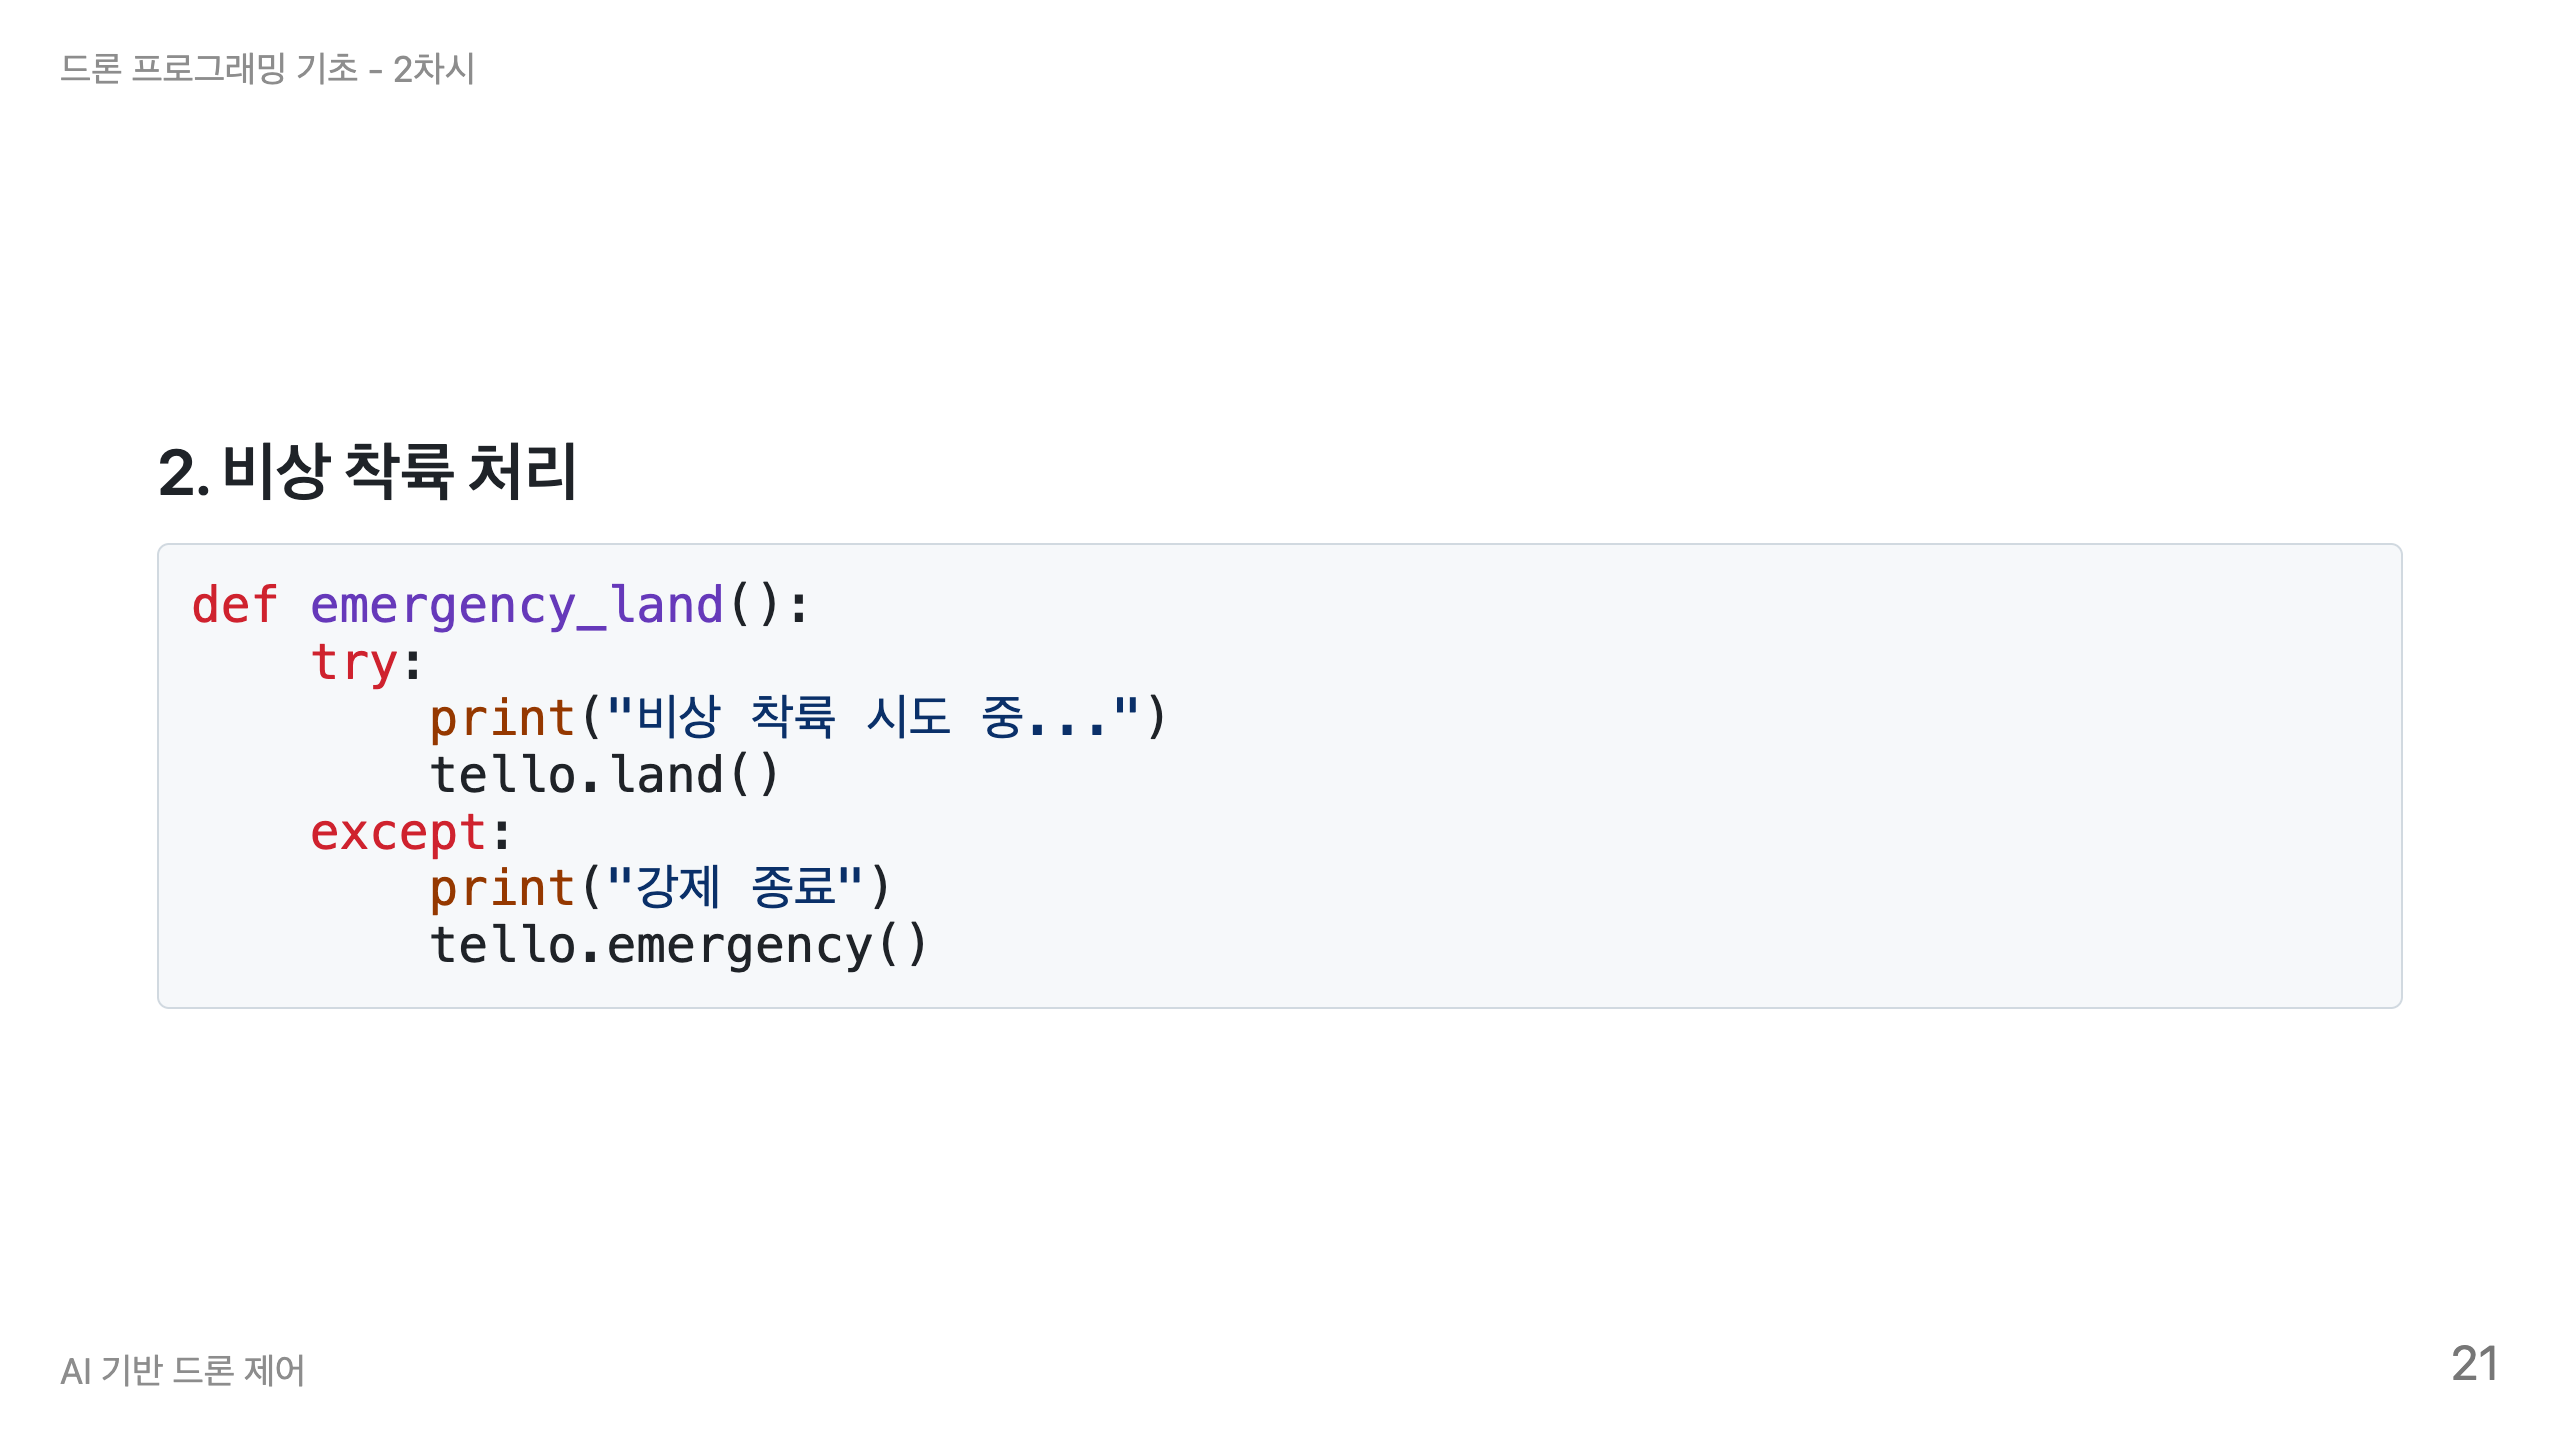 드론 프로그래밍 기초 - 2차시
2. 비상 착륙 처리
def emergency_land():
    try:
        print("비상 착륙 시도 중...")
        tello.land()
    except:
        print("강제 종료")
        tello.emergency()
AI 기반 드론 제어
21